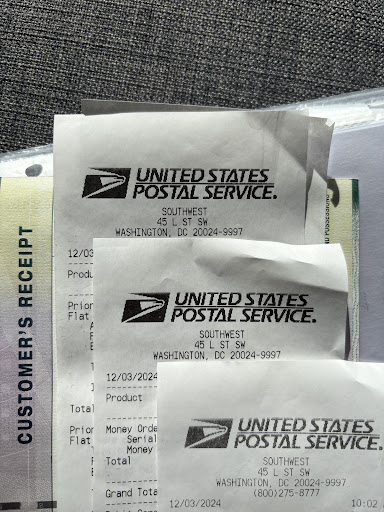 CUSTOMER'S RECEIPT
UNITED STATES
POSTAL SERVICE®
SOUTHWEST
45 L ST SW
WASHINGTON, DC 20024-9997
12/03
Produ
Prior
Flat
Total
Prior
Flat
UNITED STATES
POSTAL SERVICE®
SOUTHWEST
45 L ST SW
WASHINGTON, DC 20024-9997
12/03/2024
Product
Money Orde
Serial
Money
Total
Grand Tota
UNITED STATES
POSTAL SERVICE®
SOUTHWEST
45 L ST SW
WASHINGTON, DC 20024-9997
(800)275-8777
12/03/2024 10:02